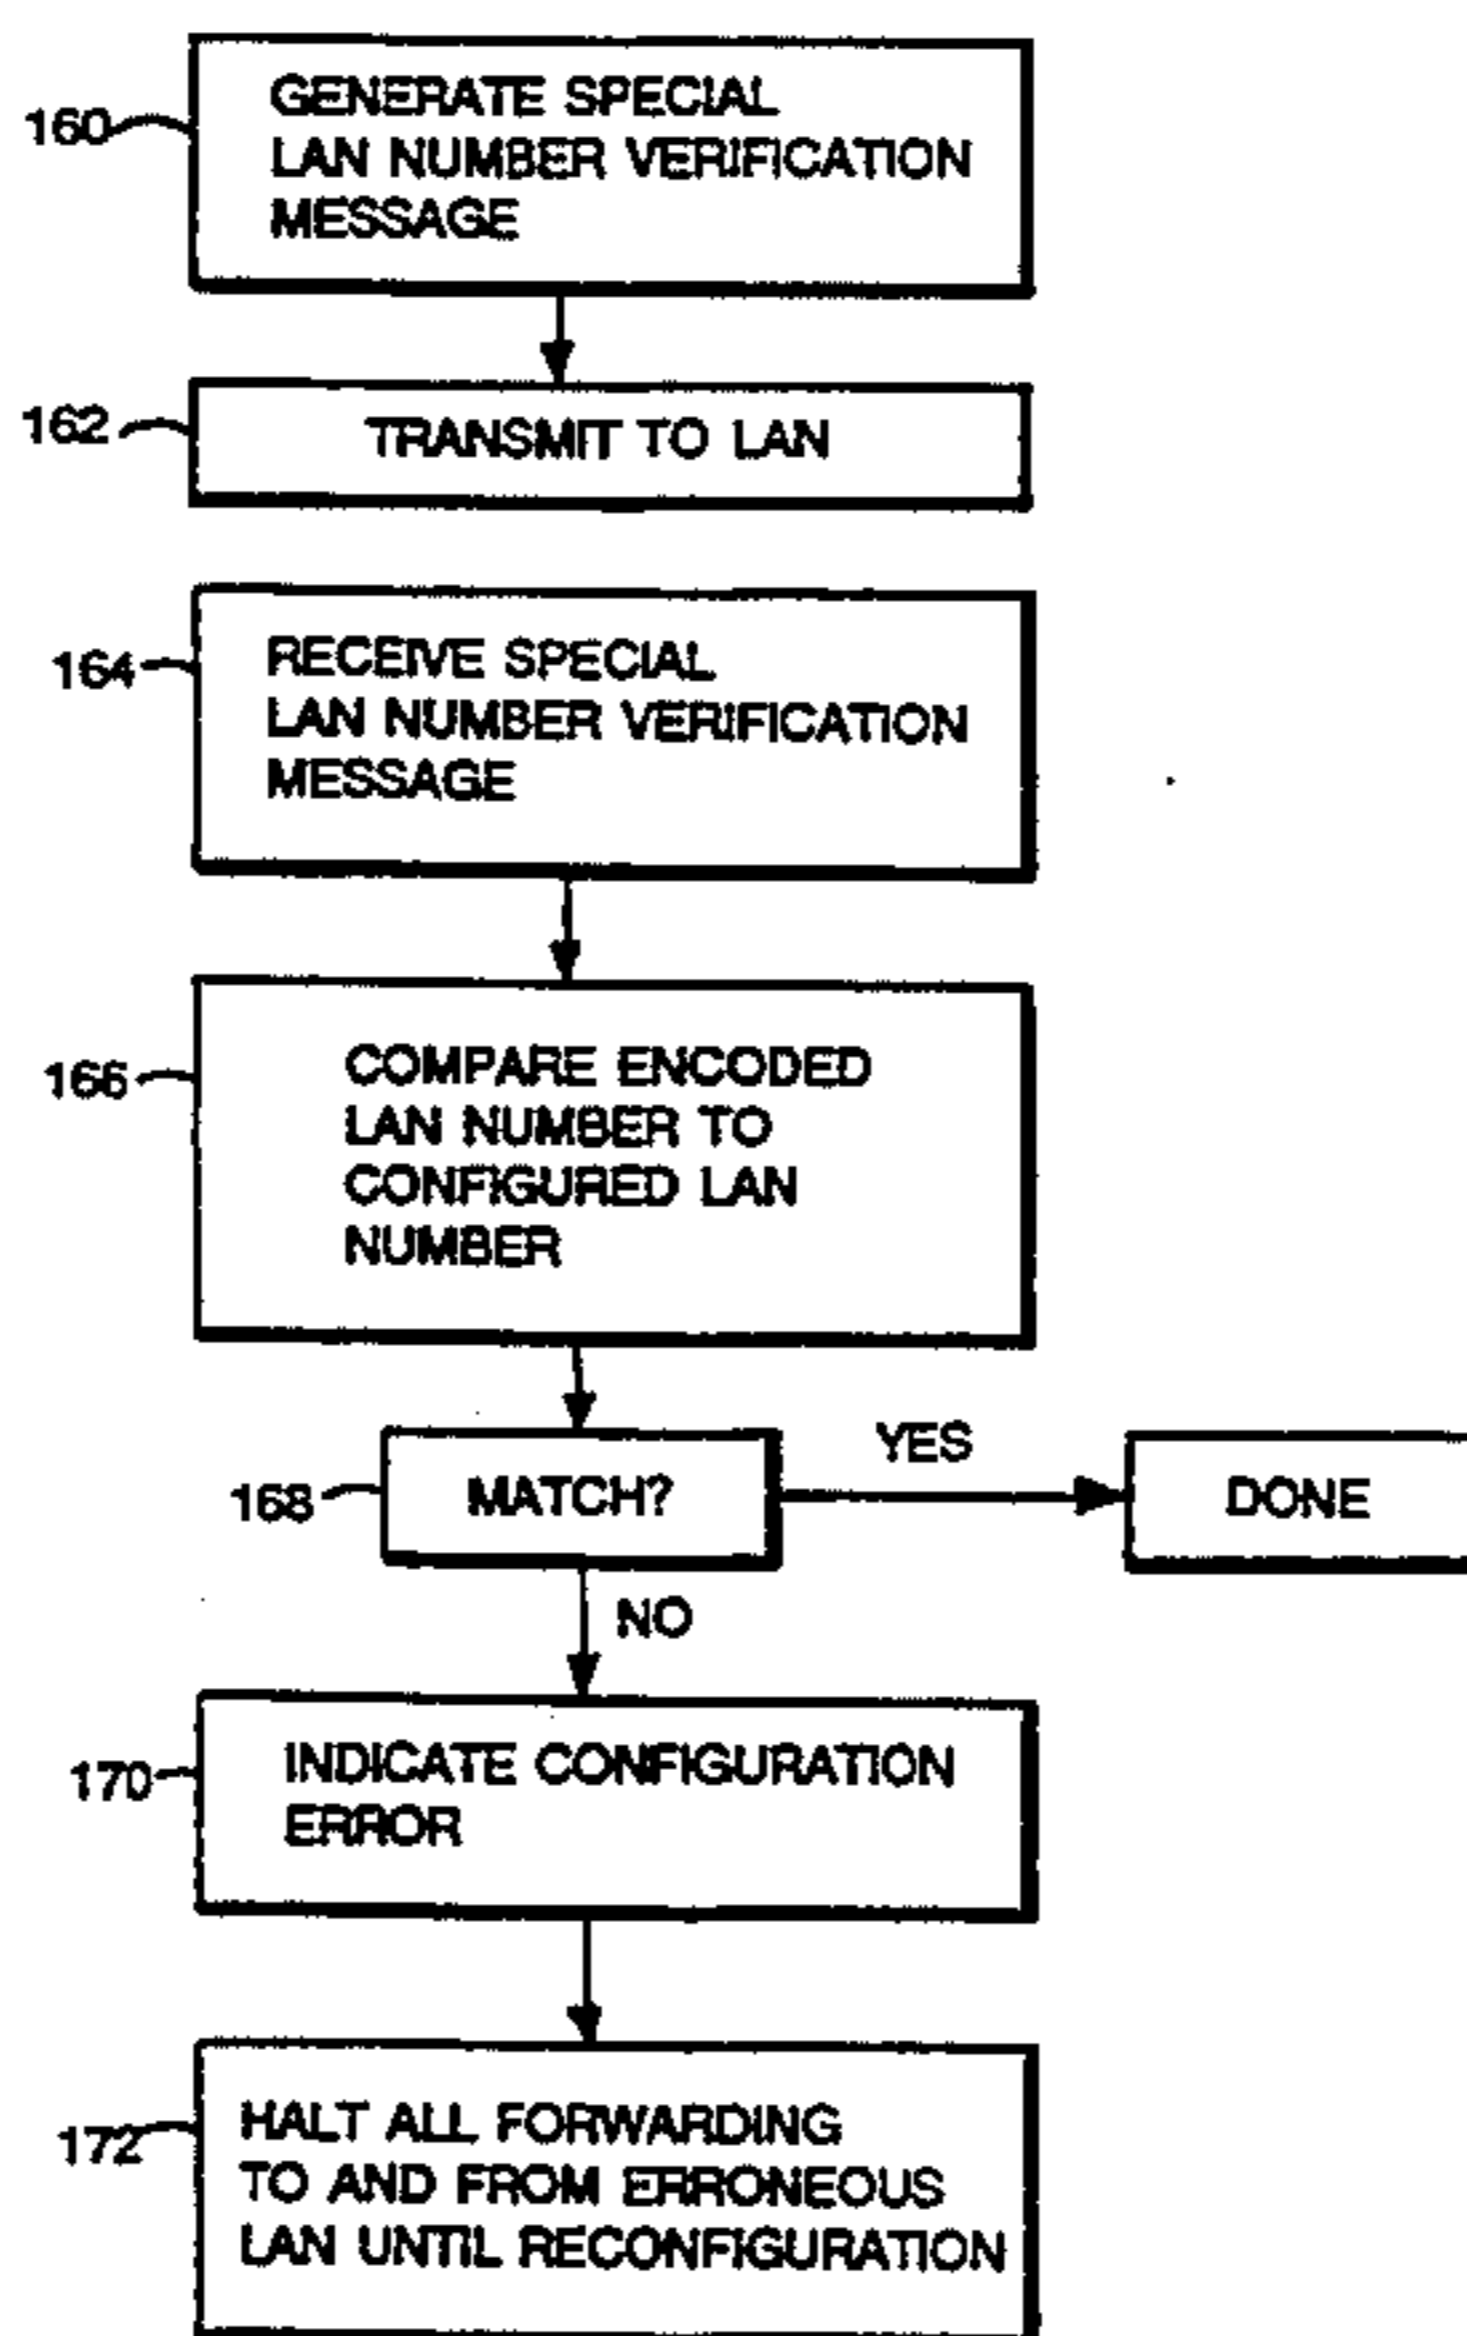 160
GENERATE SPECIAL
LAN NUMBER VERIFICATION
MESSAGE
162
TRANSMIT TO LAN
164
RECEIVE SPECIAL
LAN NUMBER VERIFICATION
MESSAGE
166
COMPARE ENCODED
LAN NUMBER TO
CONFIGURED LAN
NUMBER
168
MATCH?
YES
DONE
NO
170
INDICATE CONFIGURATION
ERROR
172
HALT ALL FORWARDING
TO AND FROM ERRONEOUS
LAN UNTIL RECONFIGURATION